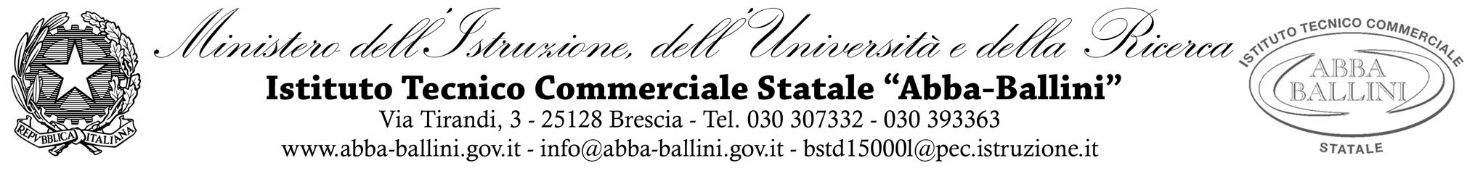 Ministero dell'Istruzione, dell'Università e della Ricerca
Istituto Tecnico Commerciale Statale “Abba-Ballini”
Via Tirandi, 3 - 25128 Brescia - Tel. 030 307332 - 030 393363
www.abba-ballini.gov.it - info@abba-ballini.gov.it - bstd15000l@pec.istruzione.it
REPVBBLICA ITALIANA
ISTITUTO TECNICO COMMERCIALE
ABBA
BALLINI
STATALE